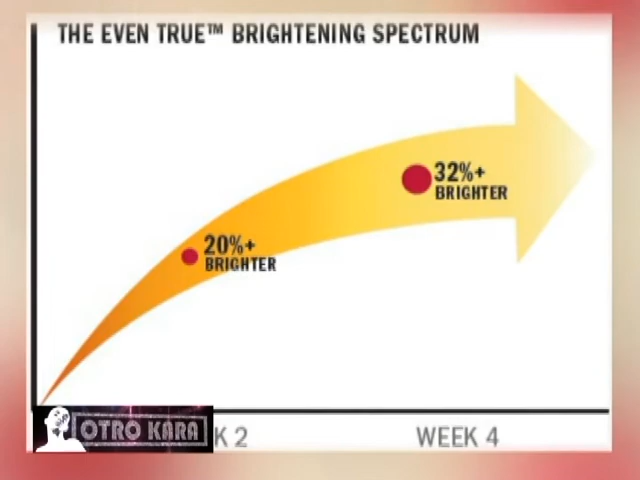 THE EVEN TRUE™ BRIGHTENING SPECTRUM
32%+
BRIGHTER
20%+
BRIGHTER
OTRO KARA
K 2
WEEK 4